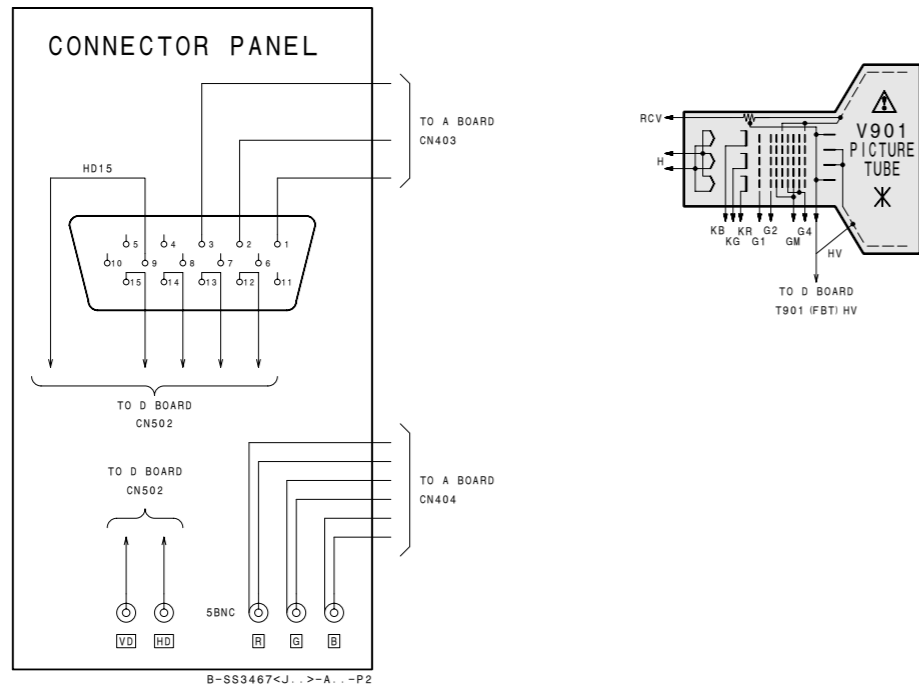 CONNECTOR PANEL
TO A BOARD
CN403
HD15
5 4 3 2 1
10 9 8 7 6
15 14 13 12 11
TO D BOARD
CN502
TO D BOARD
CN502
TO A BOARD
CN404
5BNC
VD HD R G B
B-SS3467<J..>-A..-P2
RCV
H
V901
PICTURE
TUBE
KB KR G2 G4
KG G1 GM
HV
TO D BOARD
T901 (FBT) HV